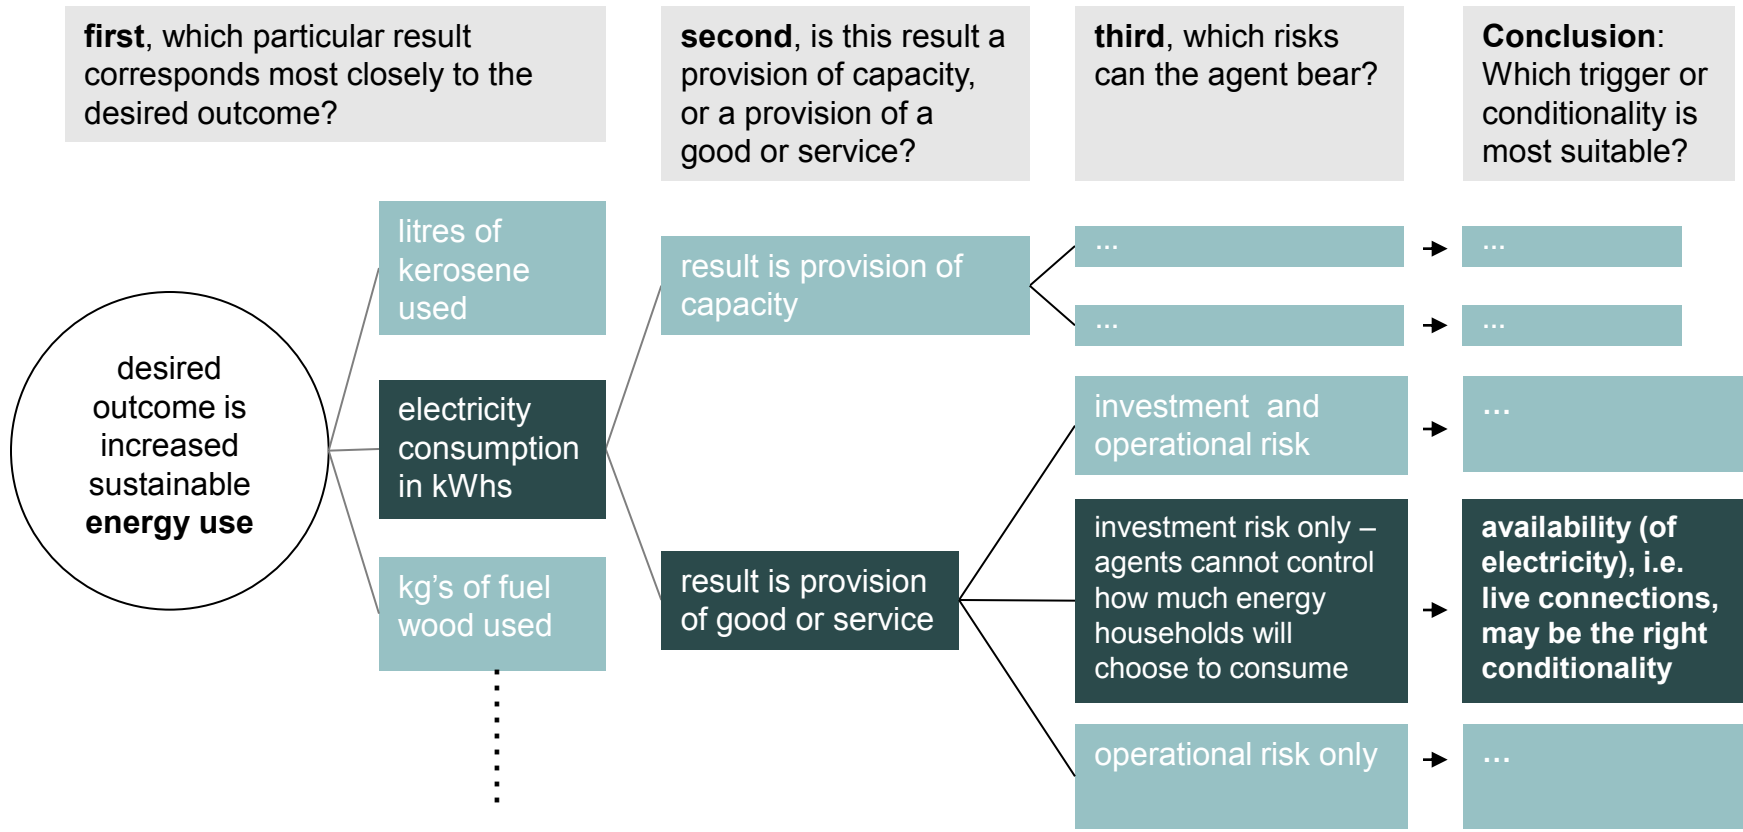 first, which particular result
corresponds most closely to the
desired outcome?
second, is this result a
provision of capacity,
or a provision of a
good or service?
third, which risks
can the agent bear?
Conclusion:
Which trigger or
conditionality is
most suitable?
desired
outcome is
increased
sustainable
energy use
litres of
kerosene
used
electricity
consumption
in kWhs
kg’s of fuel
wood used
result is provision of
capacity
result is provision
of good or service
...
...
investment  and
operational risk
investment risk only –
agents cannot control
how much energy
households will
choose to consume
operational risk only
...
...
...
availability (of
electricity), i.e.
live connections,
may be the right
conditionality
...